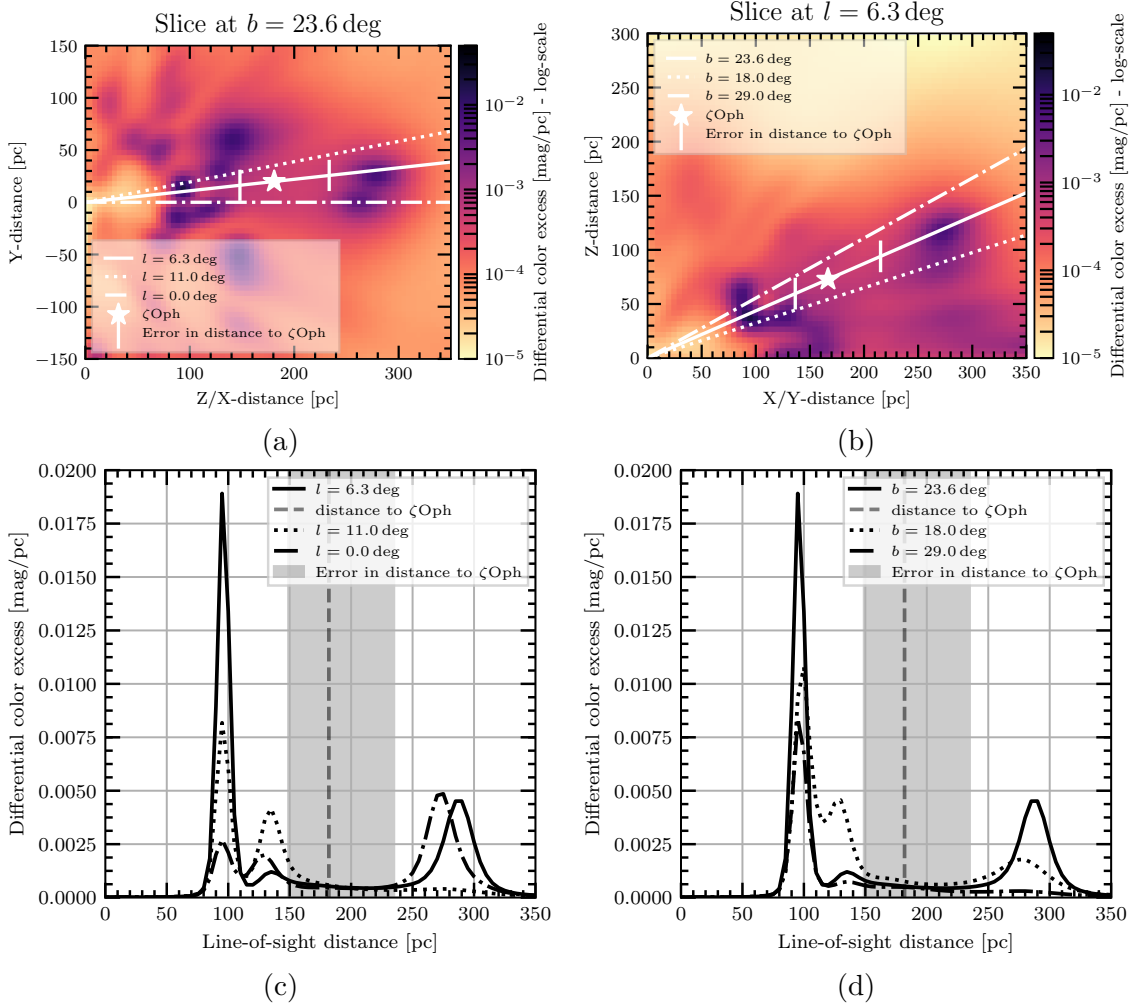 Slice at b = 23.6 deg
150
100
50
0
−50
−100
−150
Y-distance [pc]
0
100
200
300
Z/X-distance [pc]
l = 6.3 deg
l = 11.0 deg
l = 0.0 deg
ζOph
Error in distance to ζOph
10⁻²
10⁻³
10⁻⁴
10⁻⁵
Differential color excess [mag/pc] - log-scale
(a)
Slice at l = 6.3 deg
300
250
200
150
100
50
0
Z-distance [pc]
0
50
100
150
200
250
300
350
X/Y-distance [pc]
b = 23.6 deg
b = 18.0 deg
b = 29.0 deg
ζOph
Error in distance to ζOph
10⁻²
10⁻³
10⁻⁴
10⁻⁵
Differential color excess [mag/pc] - log-scale
(b)
0.0200
0.0175
0.0150
0.0125
0.0100
0.0075
0.0050
0.0025
0.0000
Differential color excess [mag/pc]
0
50
100
150
200
250
300
350
Line-of-sight distance [pc]
l = 6.3 deg
distance to ζOph
l = 11.0 deg
l = 0.0 deg
Error in distance to ζOph
(c)
0.0200
0.0175
0.0150
0.0125
0.0100
0.0075
0.0050
0.0025
0.0000
Differential color excess [mag/pc]
0
50
100
150
200
250
300
350
Line-of-sight distance [pc]
b = 23.6 deg
distance to ζOph
b = 18.0 deg
b = 29.0 deg
Error in distance to ζOph
(d)